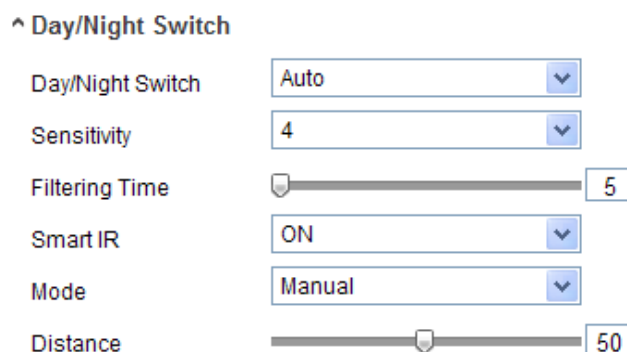 Day/Night Switch
Day/Night Switch Auto
Sensitivity 4
Filtering Time 5
Smart IR ON
Mode Manual
Distance 50